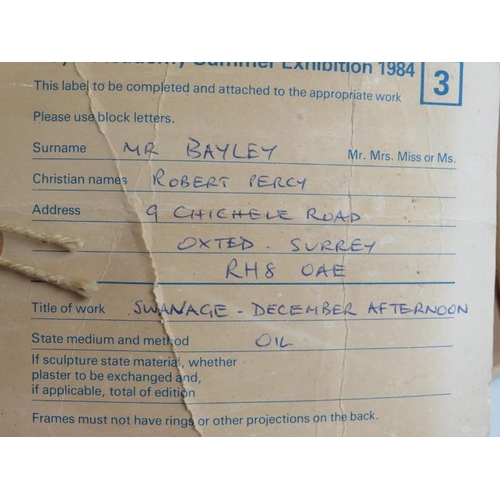 Summer Exhibition 1984
3
This label to be completed and attached to the appropriate work
Please use block letters.
Surname MR BAYLEY Mr. Mrs. Miss or Ms.
Christian names ROBERT PERCY
Address 9 CHICHELE ROAD
OXTED. SURREY
RH8 OAE
Title of work SWANAGE - DECEMBER AFTERNOON
State medium and method OIL
If sculpture state material, whether
plaster to be exchanged and,
if applicable, total of edition
Frames must not have rings or other projections on the back.